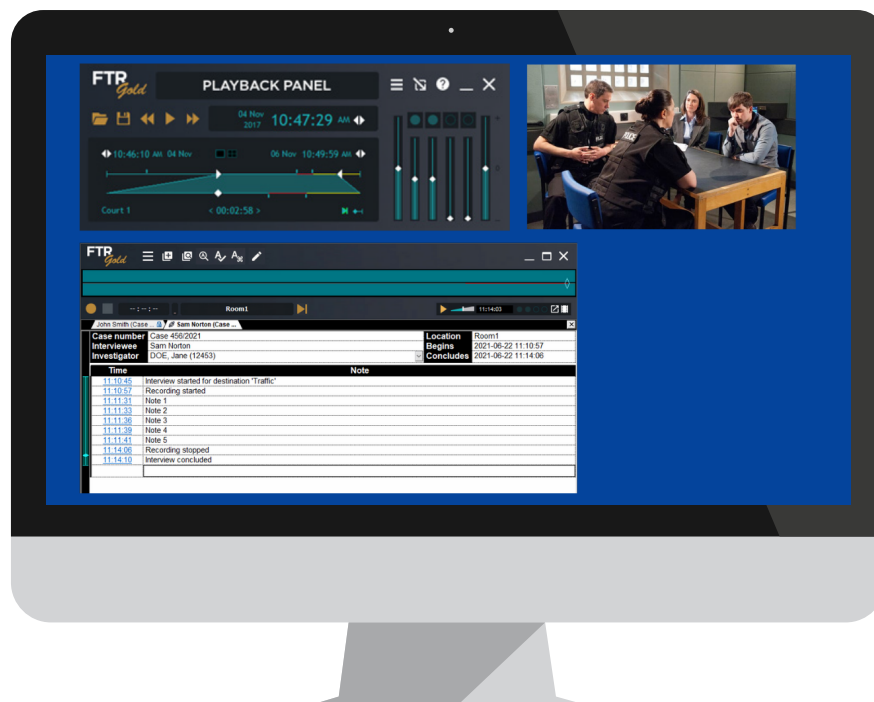 FTR Gold
PLAYBACK PANEL
04 Nov 2017 10:47:29 AM
10:46:10 AM 04 Nov
06 Nov 10:49:59 AM
Court 1
< 00:02:58 >
POLICE
FTR Gold
--:--:--
Room1
11:14:03
John Smith (Case ...
Sam Norton (Case ...
Case number Case 456/2021 Location Room1
Interviewee Sam Norton Begins 2021-06-22 11:10:57
Investigator DOE, Jane (12453) Concludes 2021-06-22 11:14:06
Time Note
11:10:45 Interview started for destination 'Traffic'
11:10:57 Recording started
11:11:31 Note 1
11:11:33 Note 2
11:11:36 Note 3
11:11:39 Note 4
11:11:41 Note 5
11:14:06 Recording stopped
11:14:10 Interview concluded